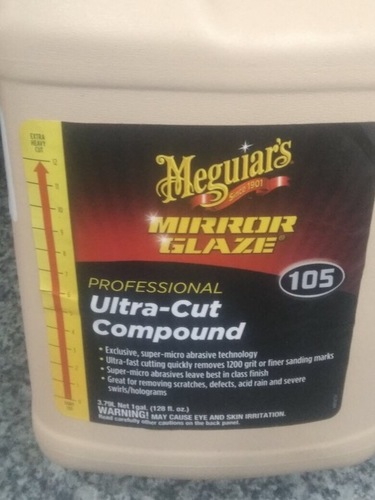 EXTRA
HEAVY
CUT
12
Meguiar's
Since 1901
MIRROR
GLAZE®
105
PROFESSIONAL
Ultra-Cut
Compound
• Exclusive, super-micro abrasive technology
• Ultra-fast cutting quickly removes 1200 grit or finer sanding marks
• Super-micro abrasives leave best in class finish
• Great for removing scratches, defects, acid rain and severe
swirls/holograms
3.79L Net 1gal. (128 fl. oz.)
WARNING! MAY CAUSE EYE AND SKIN IRRITATION.
Read carefully other cautions on the back panel.